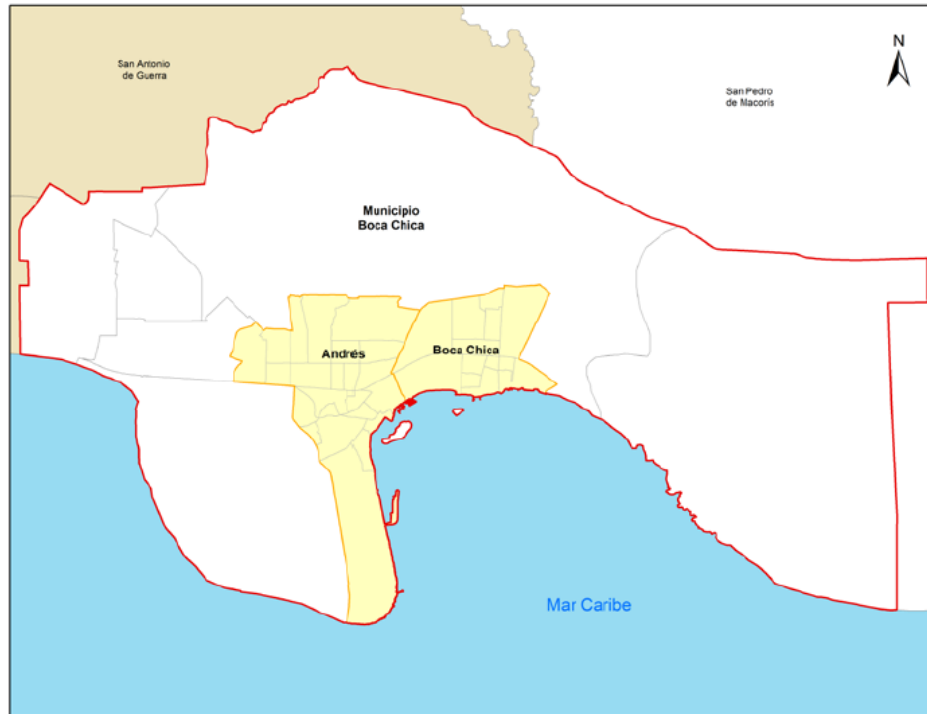 San Antonio
de Guerra
N
San Pedro
de Macorís
Municipio
Boca Chica
Andrés
Boca Chica
Mar Caribe